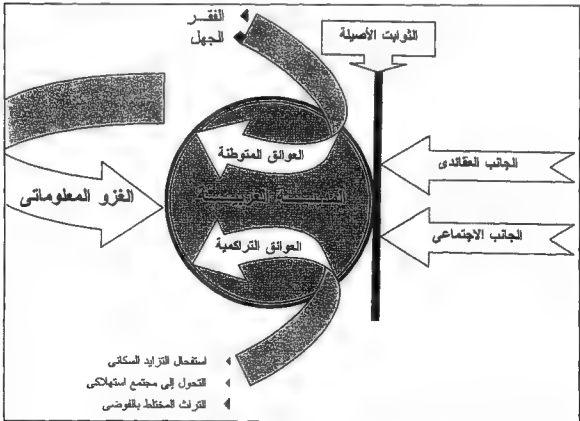 الفقر
الجهل
الثوابت الأصيلة
العوائق المتوطنة
الجانب العقائدى
الغزو المعلوماتى
المدينة العربية
العوائق التراكمية
الجانب الاجتماعى
استفحال التزايد السكانى
التحول إلى مجتمع استهلاكى
التراث المختلط بالفوضى